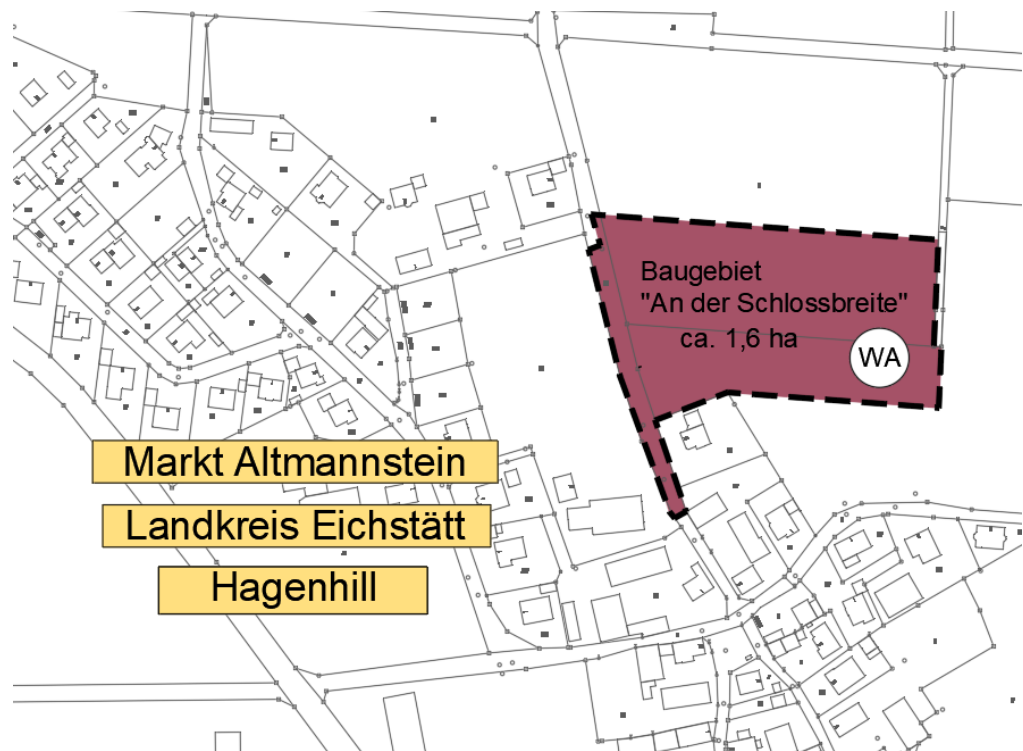 Baugebiet
"An der Schlossbreite"
ca. 1,6 ha
WA
Markt Altmannstein
Landkreis Eichstätt
Hagenhill